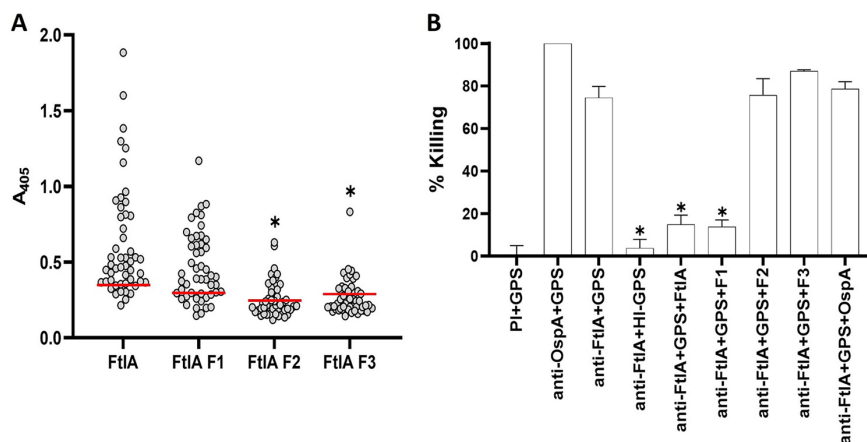 A
2.0
1.5
1.0
0.5
0.0
A405
*
*
FtlA
FtlA F1
FtlA F2
FtlA F3
B
100
80
60
40
20
0
% Killing
*
*
*
PI+GPS
anti-OspA+GPS
anti-FtlA+GPS
anti-FtlA+HI-GPS
anti-FtlA+GPS+FtlA
anti-FtlA+GPS+F1
anti-FtlA+GPS+F2
anti-FtlA+GPS+F3
anti-FtlA+GPS+OspA